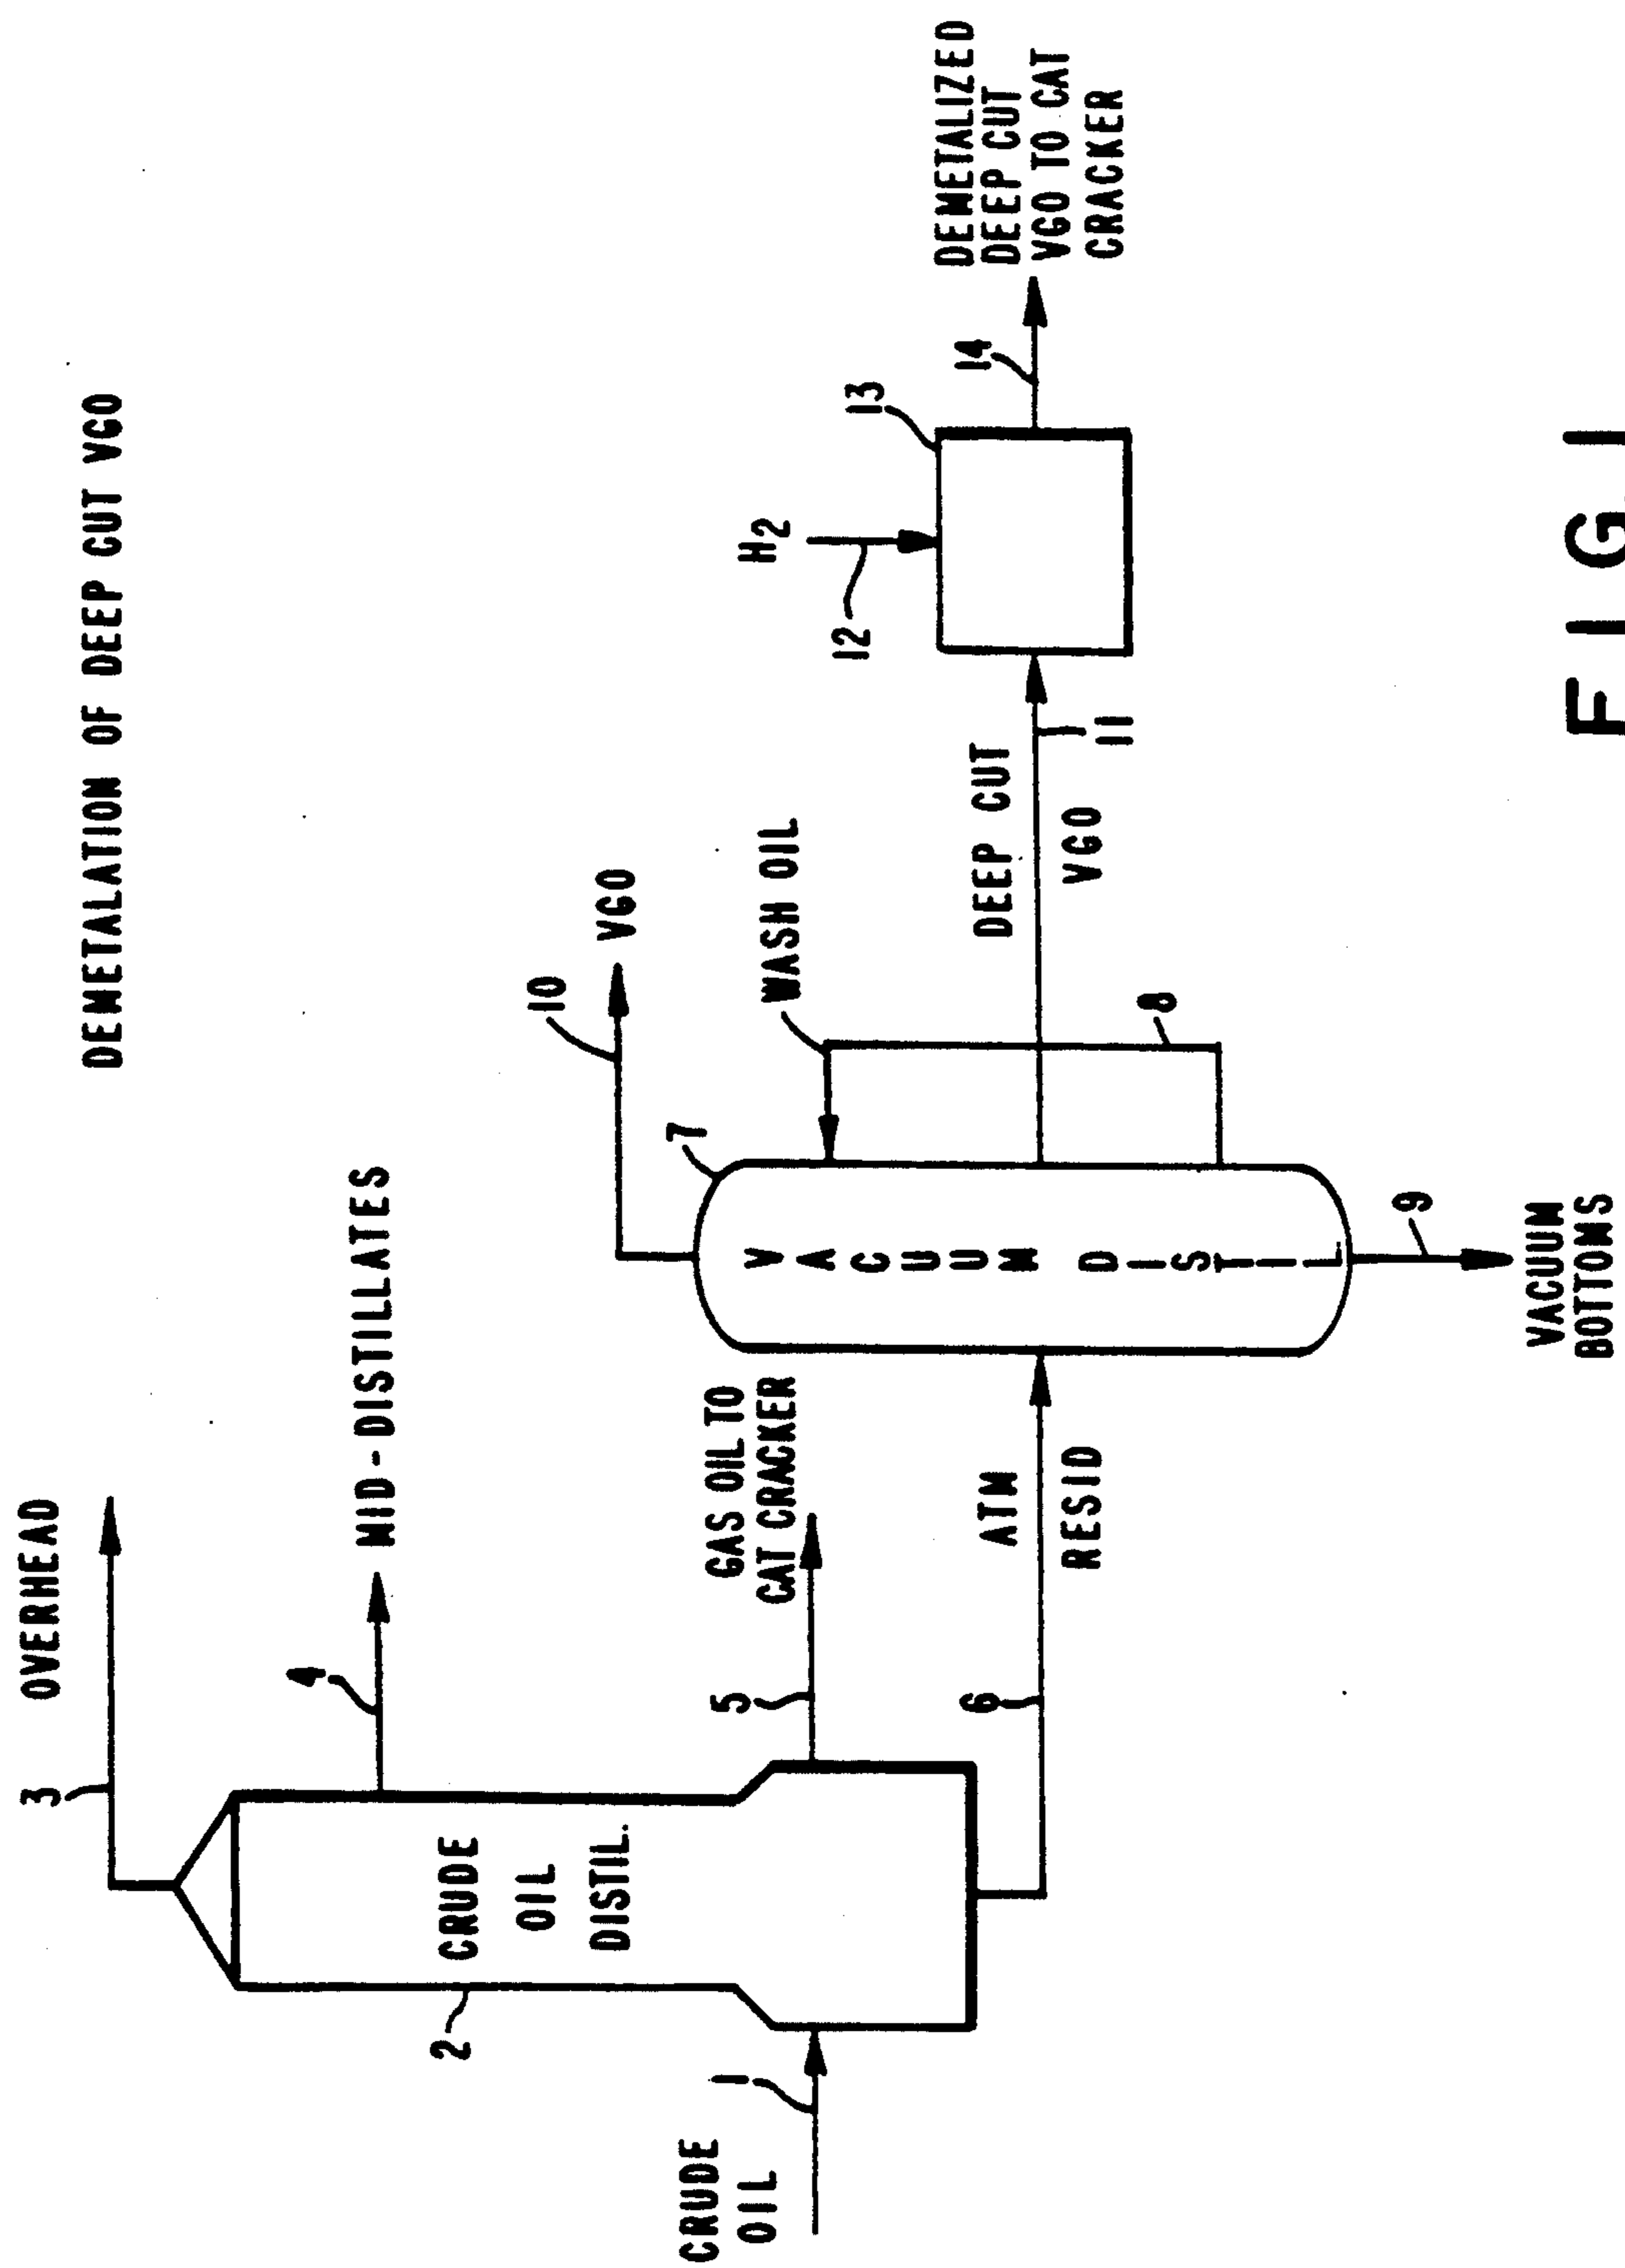 DEMETALATION OF DEEP CUT VGO
3 OVERHEAD
4
MID-DISTILLATES
2
CRUDE
OIL
DISTIL.
CRUDE
OIL
1
5
GAS OIL TO
CAT CRACKER
6
ATM
RESID
7
VACUUM DISTIL
10
VGO
WASH OIL
8
9
VACUUM
BOTTOMS
DEEP CUT
VGO
11
H2
12
13
14
DEMETALIZED
DEEP CUT
VGO TO CAT
CRACKER
FIG 1